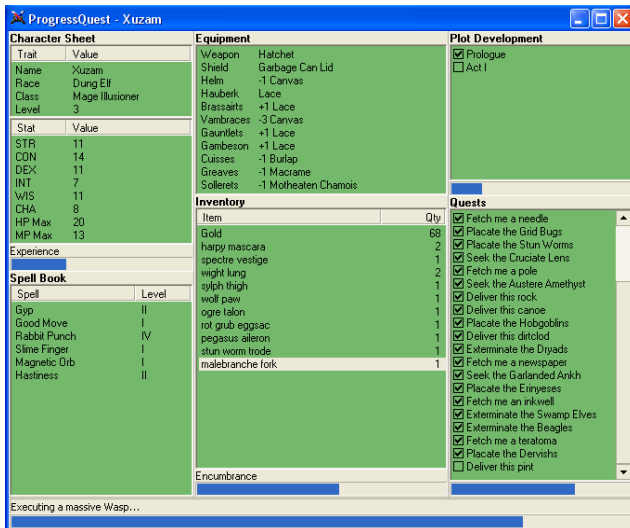 ProgressQuest - Xuzam
Character Sheet
Trait Value
Name Xuzam
Race Dung Elf
Class Mage Illusioner
Level 3
Stat Value
STR 11
CON 14
DEX 11
INT 7
WIS 11
CHA 8
HP Max 20
MP Max 13
Experience
Spell Book
Spell Level
Gyp II
Good Move I
Rabbit Punch IV
Slime Finger I
Magnetic Orb I
Hastiness II
Equipment
Weapon Hatchet
Shield Garbage Can Lid
Helm -1 Canvas
Hauberk Lace
Brassairts +1 Lace
Vambraces -3 Canvas
Gauntlets +1 Lace
Gambeson +1 Lace
Cuisses -1 Burlap
Greaves -1 Macrame
Sollerets -1 Motheaten Chamois
Inventory
Item Qty
Gold 68
harpy mascara 2
spectre vestige 1
wight lung 2
sylph thigh 1
wolf paw 1
ogre talon 1
rot grub eggsac 1
pegasus aileron 1
stun worm trode 1
malebranche fork 1
Encumbrance
Plot Development
Prologue
Act I
Quests
Fetch me a needle
Placate the Grid Bugs
Placate the Stun Worms
Seek the Cruciate Lens
Fetch me a pole
Seek the Austere Amethyst
Deliver this rock
Deliver this canoe
Placate the Hobgoblins
Deliver this dirtclod
Exterminate the Dryads
Fetch me a newspaper
Seek the Garlanded Ankh
Placate the Erinyeses
Fetch me an inkwell
Exterminate the Swamp Elves
Exterminate the Beagles
Fetch me a teratoma
Placate the Dervishs
Deliver this pint
Executing a massive Wasp...